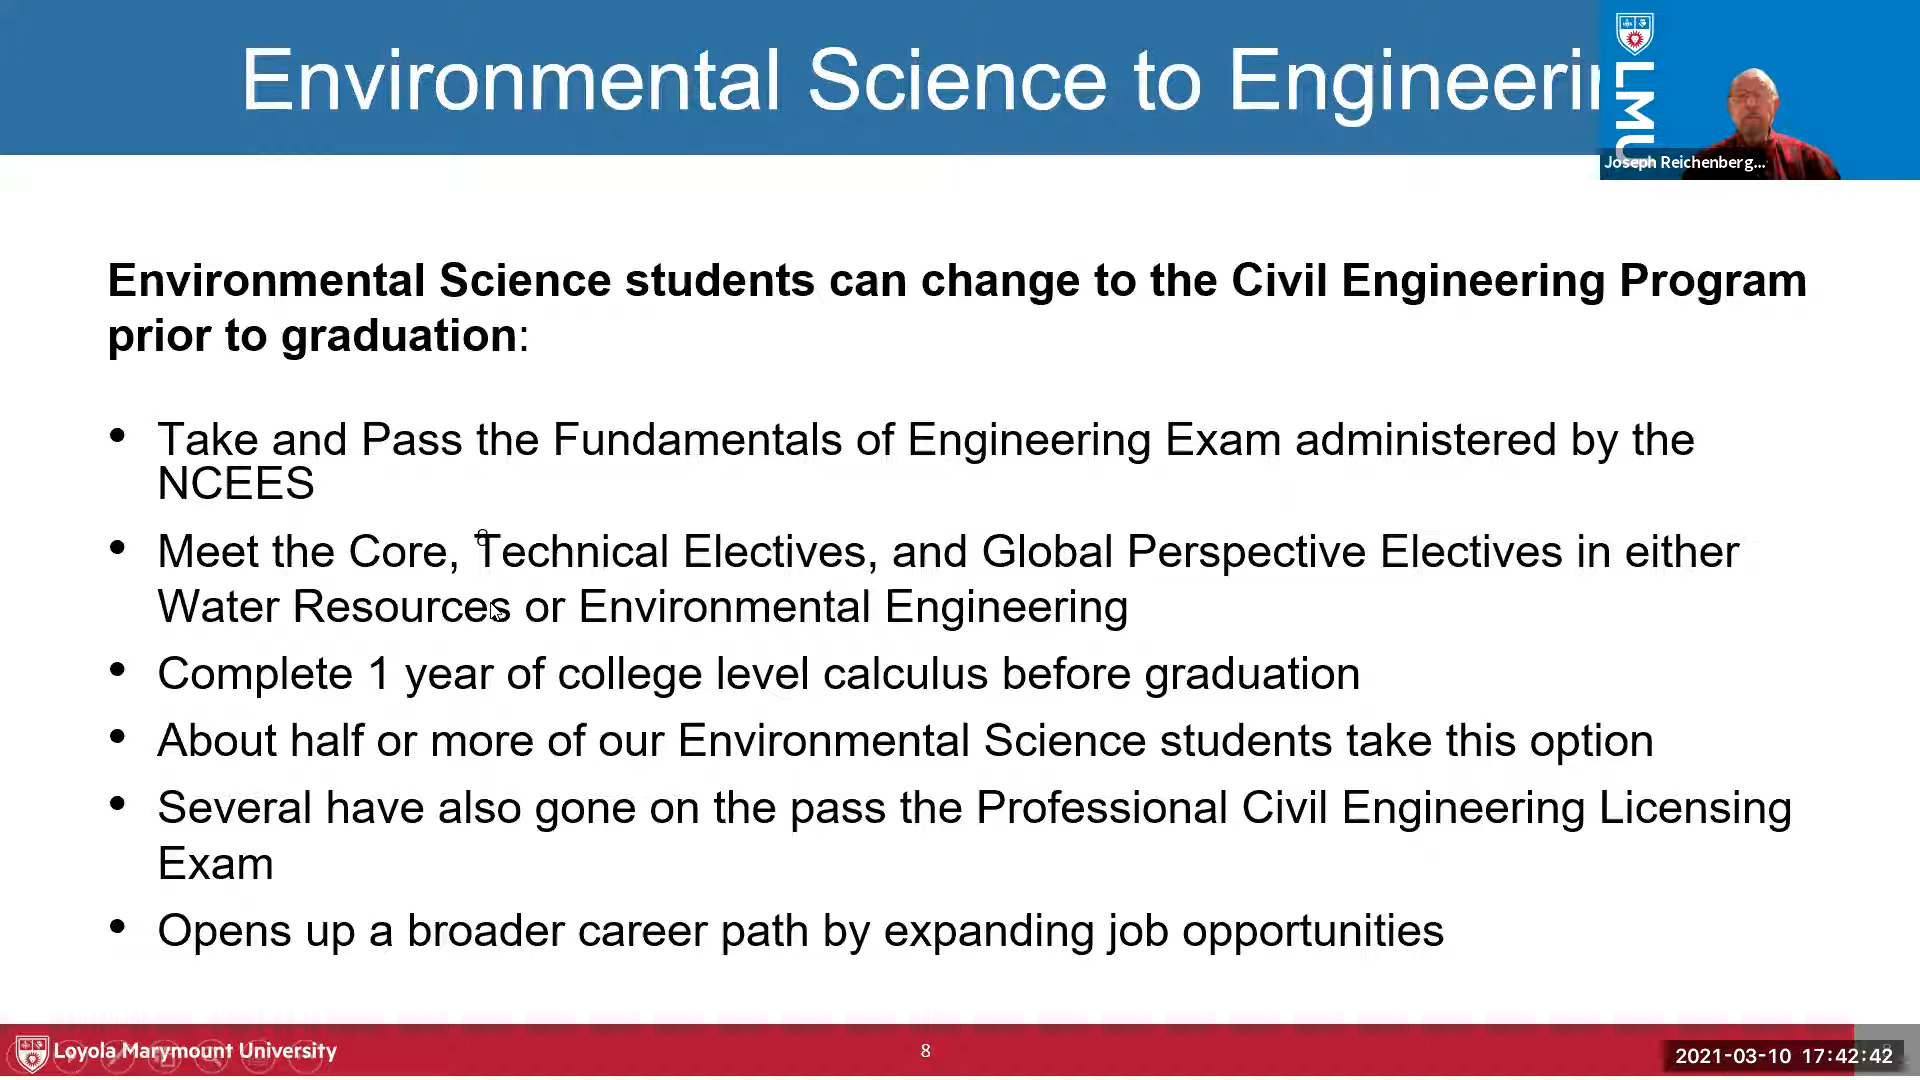 Environmental Science to Engineerin
LMU
Joseph Reichenberg...
Environmental Science students can change to the Civil Engineering Program
prior to graduation:
• Take and Pass the Fundamentals of Engineering Exam administered by the
NCEES
• Meet the Core, Technical Electives, and Global Perspective Electives in either
Water Resources or Environmental Engineering
• Complete 1 year of college level calculus before graduation
• About half or more of our Environmental Science students take this option
• Several have also gone on the pass the Professional Civil Engineering Licensing
Exam
• Opens up a broader career path by expanding job opportunities
Loyola Marymount University
8
2021-03-10 17:42:42